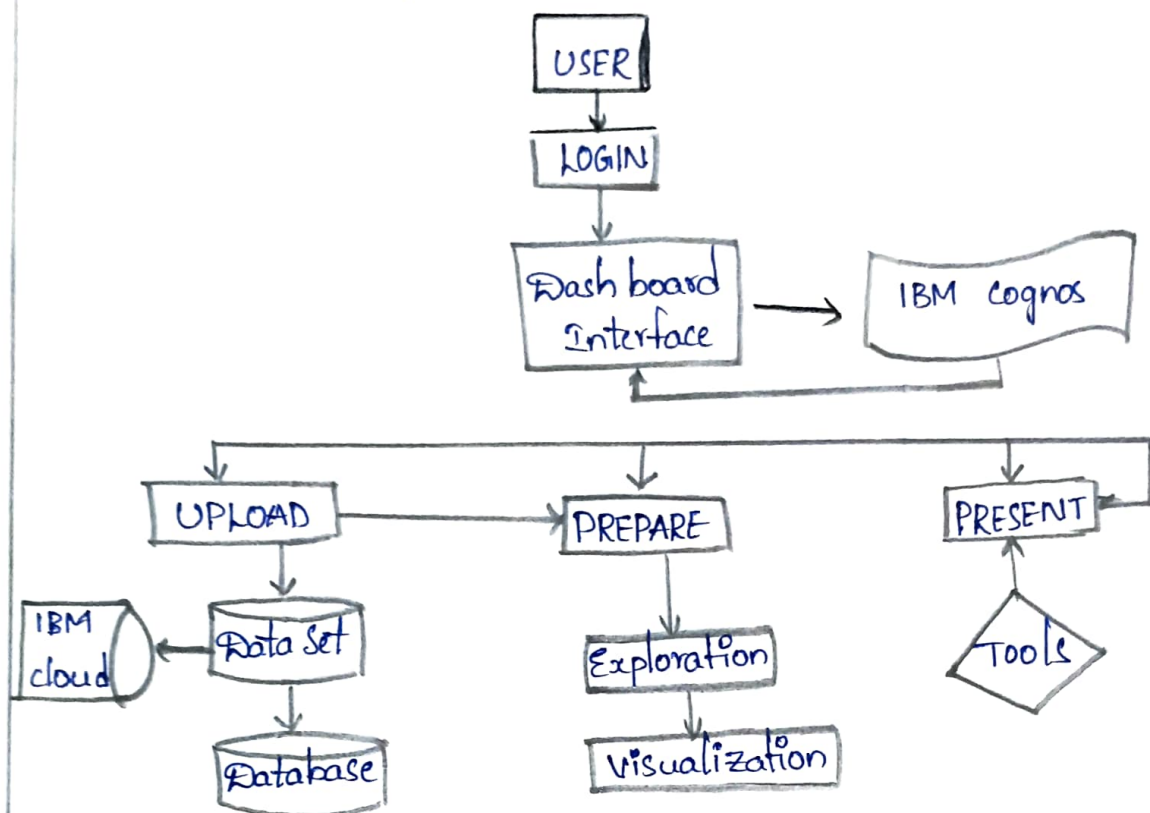 USER
LOGIN
Dash board
Interface
IBM cognos
UPLOAD
PREPARE
PRESENT
IBM
cloud
Data Set
Exploration
Tools
Database
visualization